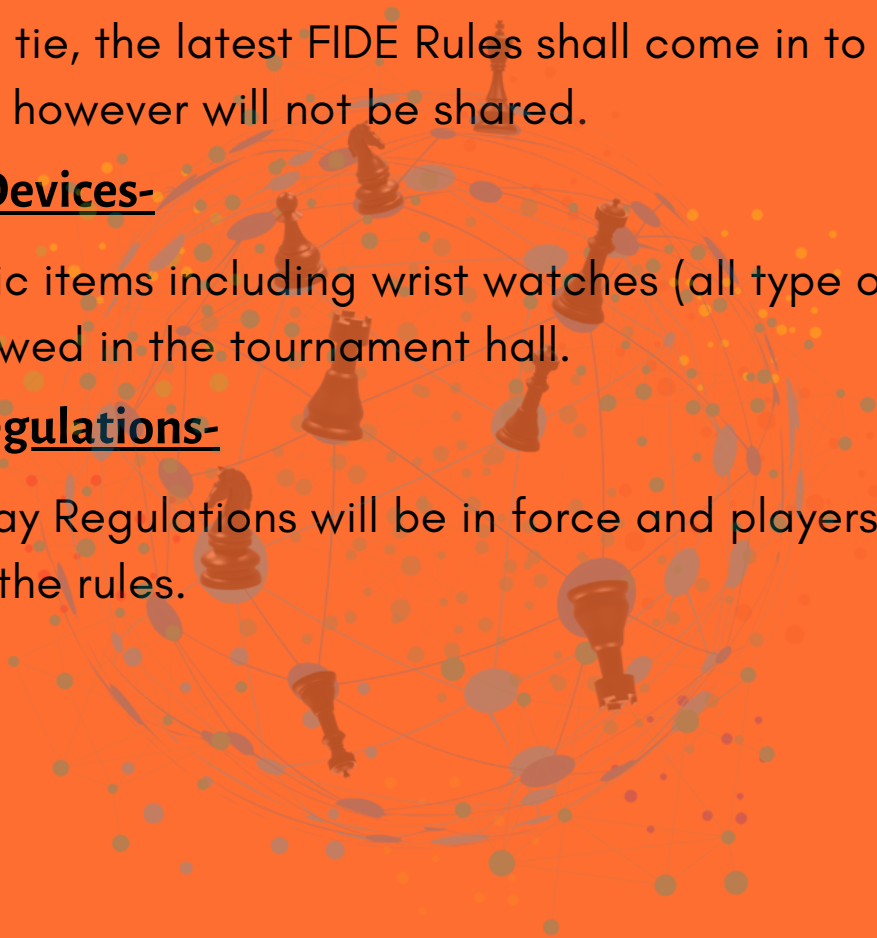 tie, the latest FIDE Rules shall come in to
however will not be shared.
Devices-
ic items including wrist watches (all type o
wed in the tournament hall.
gulations-
ay Regulations will be in force and players
the rules.